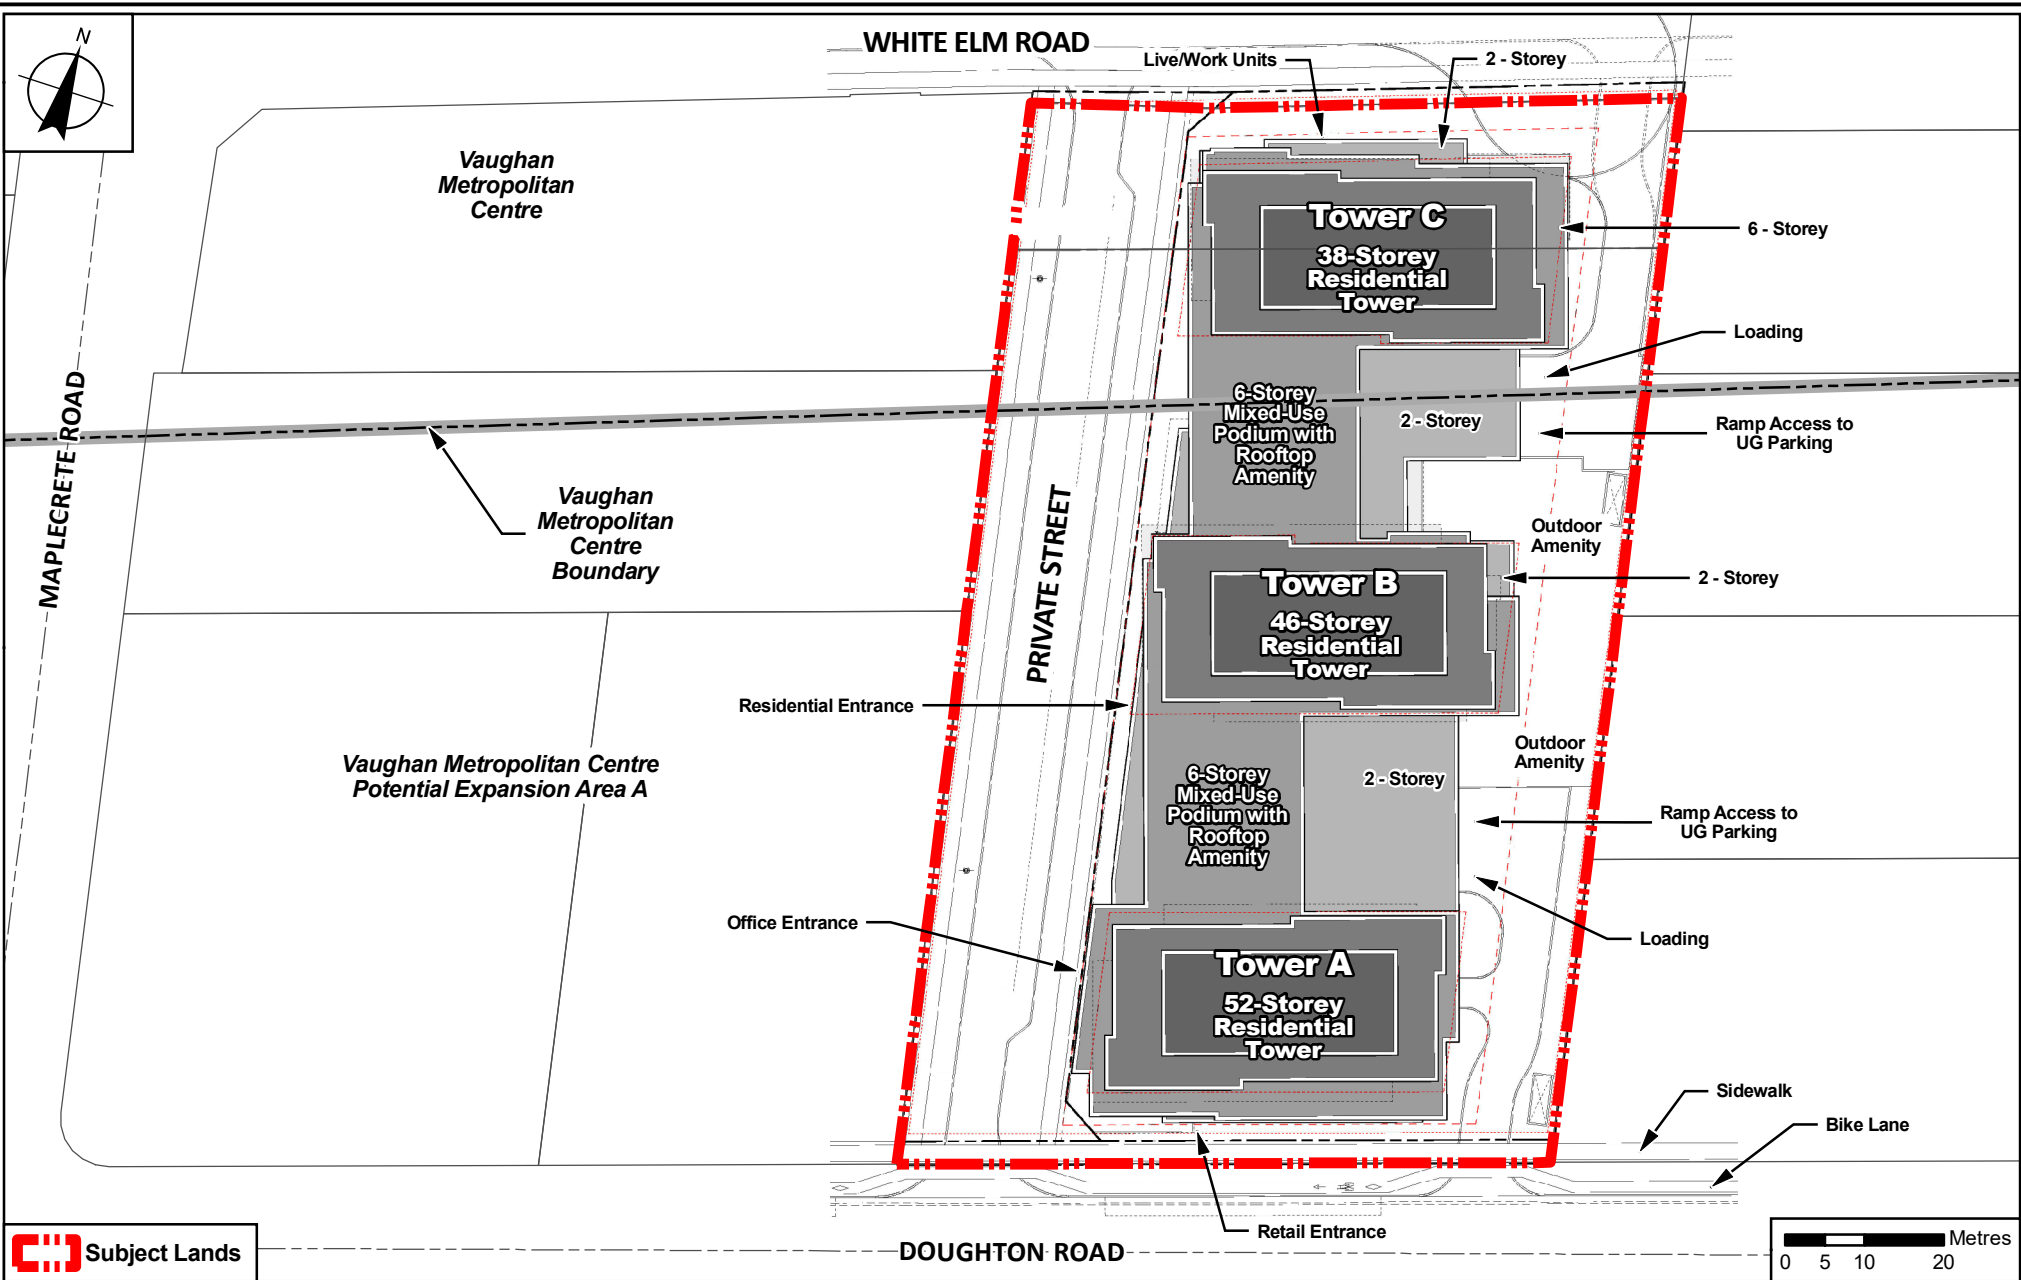 N
WHITE ELM ROAD
Live/Work Units
2 - Storey
Vaughan
Metropolitan
Centre
Tower C
38-Storey
Residential
Tower
6 - Storey
Loading
MAPLECRETE ROAD
6-Storey
Mixed-Use
Podium with
Rooftop
Amenity
2 - Storey
Ramp Access to
UG Parking
Vaughan
Metropolitan
Centre
Boundary
PRIVATE STREET
Outdoor
Amenity
Tower B
46-Storey
Residential
Tower
2 - Storey
Residential Entrance
Vaughan Metropolitan Centre
Potential Expansion Area A
Outdoor
Amenity
6-Storey
Mixed-Use
Podium with
Rooftop
Amenity
2 - Storey
Ramp Access to
UG Parking
Office Entrance
Loading
Tower A
52-Storey
Residential
Tower
Sidewalk
Bike Lane
Retail Entrance
Subject Lands
DOUGHTON ROAD
Metres
0 5 10 20